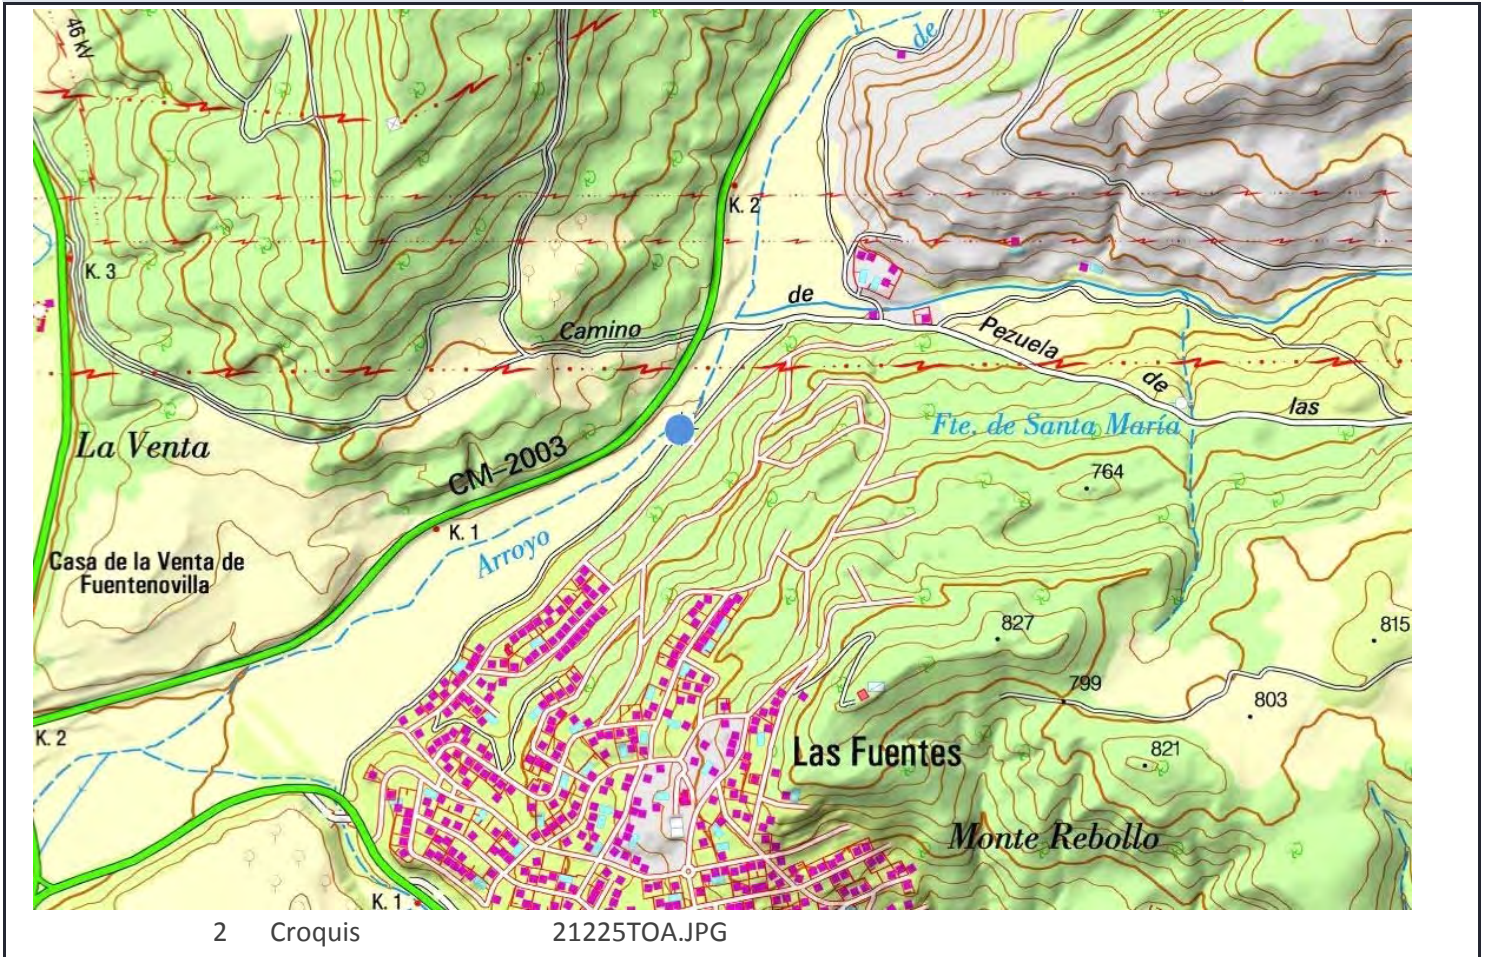 46 kV
de
K. 2
K. 3
de
Camino
Pezuela
de
las
Fte. de Santa María
La Venta
CM-2003
764
K. 1
Arroyo
Casa de la Venta de
Fuentenovilla
827
815
799
803
K. 2
821
Las Fuentes
Monte Rebollo
K. 1
2 Croquis 21225TOA.JPG